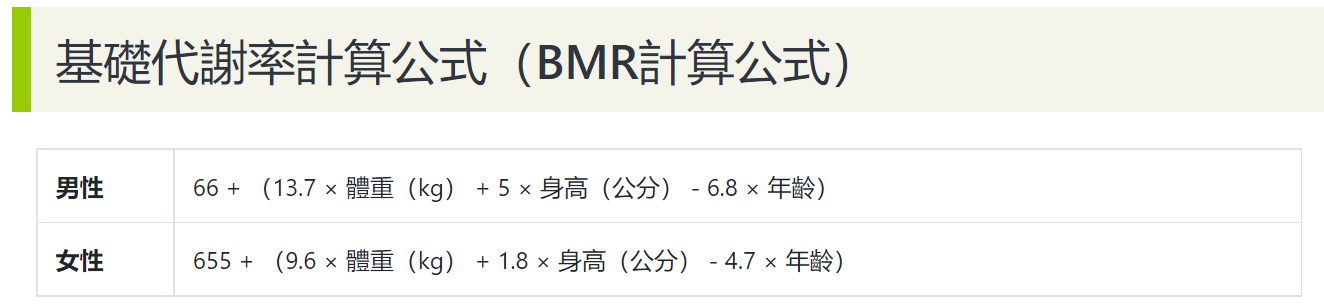 基礎代謝率計算公式（BMR計算公式）
男性 66 + （13.7 × 體重（kg） + 5 × 身高（公分） - 6.8 × 年齡）
女性 655 + （9.6 × 體重（kg） + 1.8 × 身高（公分） - 4.7 × 年齡）